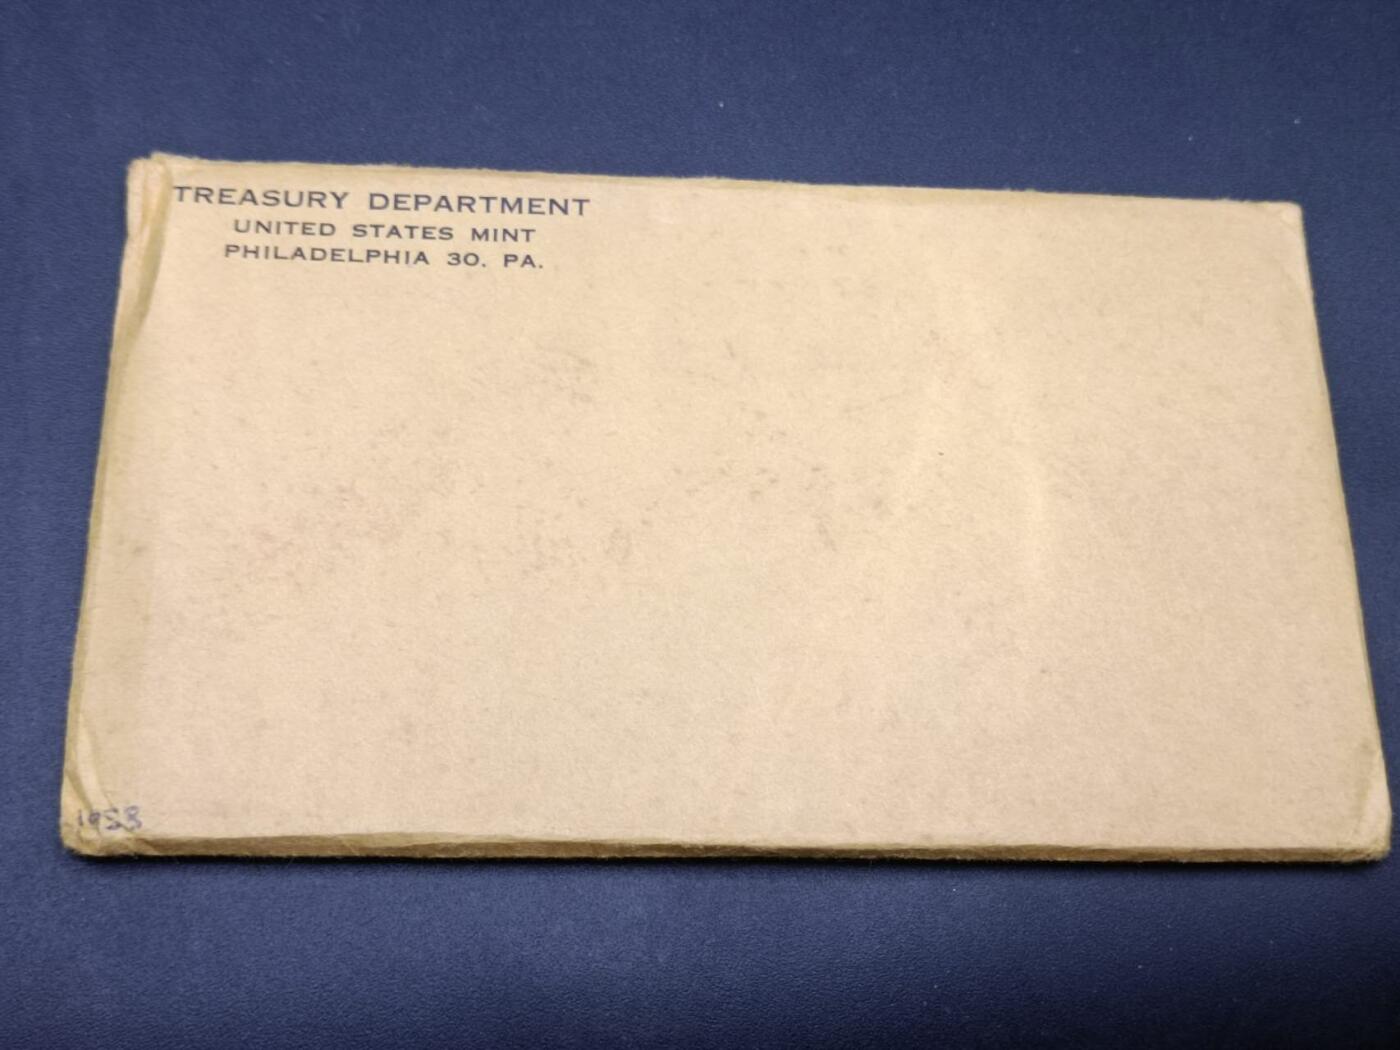 TREASURY DEPARTMENT
UNITED STATES MINT
PHILADELPHIA 30. PA.
1958